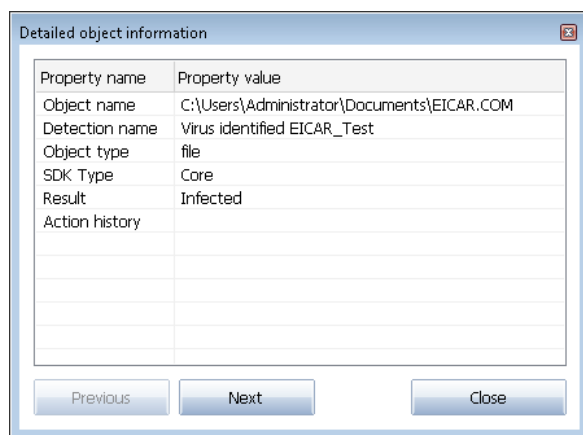 Detailed object information
Property name Property value
Object name C:\Users\Administrator\Documents\EICAR.COM
Detection name Virus identified EICAR_Test
Object type file
SDK Type Core
Result Infected
Action history
Previous Next Close